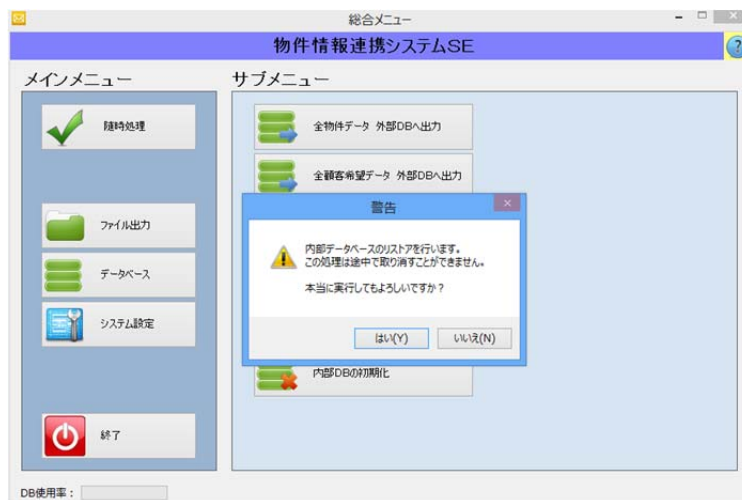 総合メニュー
物件情報連携システムSE
メインメニュー
サブメニュー
随時処理
ファイル出力
データベース
システム設定
終了
全物件データ 外部DBへ出力
全顧客希望データ 外部DBへ出力
警告
内部データベースのリストアを行います。
この処理は途中で取り消すことができません。
本当に実行してもよろしいですか？
はい(Y)
いいえ(N)
内部DBの初期化
DB使用率：